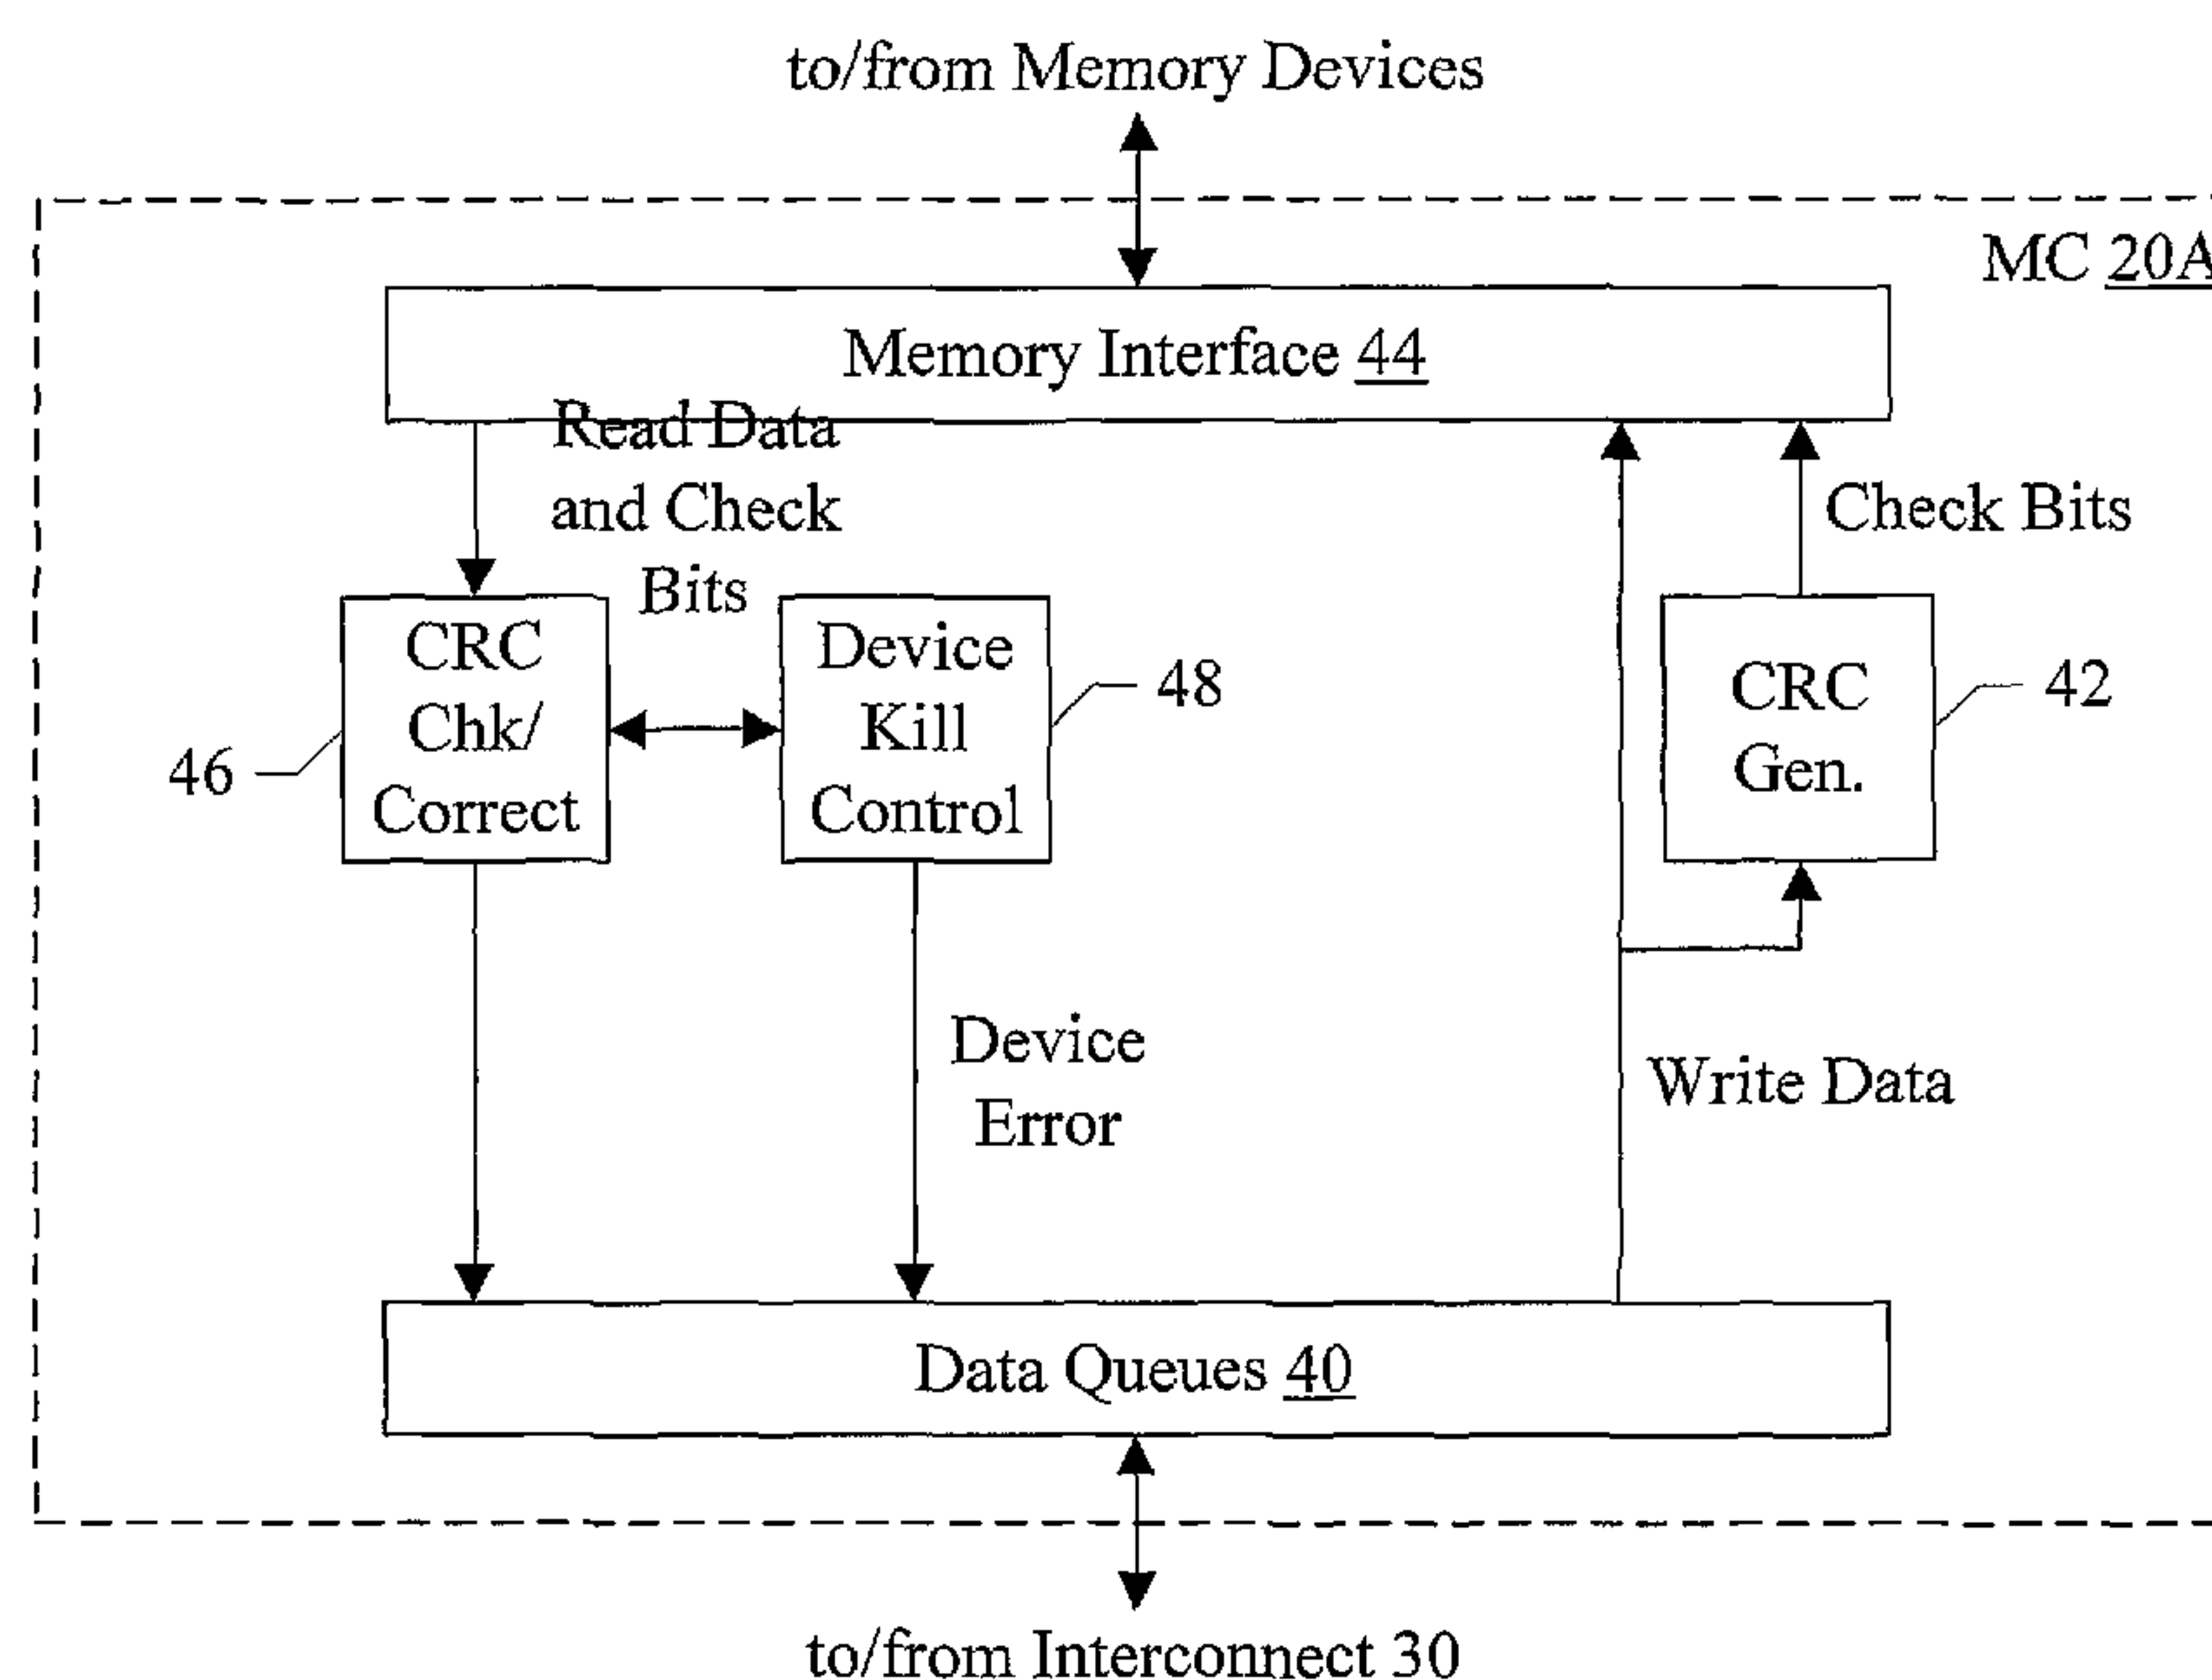 to/from Memory Devices
MC 20A
Memory Interface 44
Read Data
and Check
Bits
Check Bits
CRC
Chk/
Correct
46
Device
Kill
Control
48
CRC
Gen.
42
Device
Error
Write Data
Data Queues 40
to/from Interconnect 30